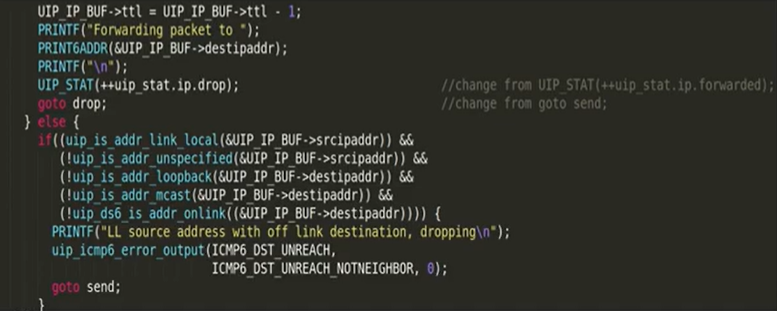 UIP_IP_BUF->ttl = UIP_IP_BUF->ttl - 1;
PRINTF("Forwarding packet to ");
PRINT6ADDR(&UIP_IP_BUF->destipaddr);
PRINTF("\n");
UIP_STAT(++uip_stat.ip.drop); //change from UIP_STAT(++uip_stat.ip.forwarded);
goto drop; //change from goto send;
} else {
if((uip_is_addr_link_local(&UIP_IP_BUF->srcipaddr)) &&
(!uip_is_addr_unspecified(&UIP_IP_BUF->srcipaddr)) &&
(!uip_is_addr_loopback(&UIP_IP_BUF->destipaddr)) &&
(!uip_is_addr_mcast(&UIP_IP_BUF->destipaddr)) &&
(!uip_ds6_is_addr_onlink((&UIP_IP_BUF->destipaddr)))) {
PRINTF("LL source address with off link destination, dropping\n");
uip_icmp6_error_output(ICMP6_DST_UNREACH,
ICMP6_DST_UNREACH_NOTNEIGHBOR, 0);
goto send;
}